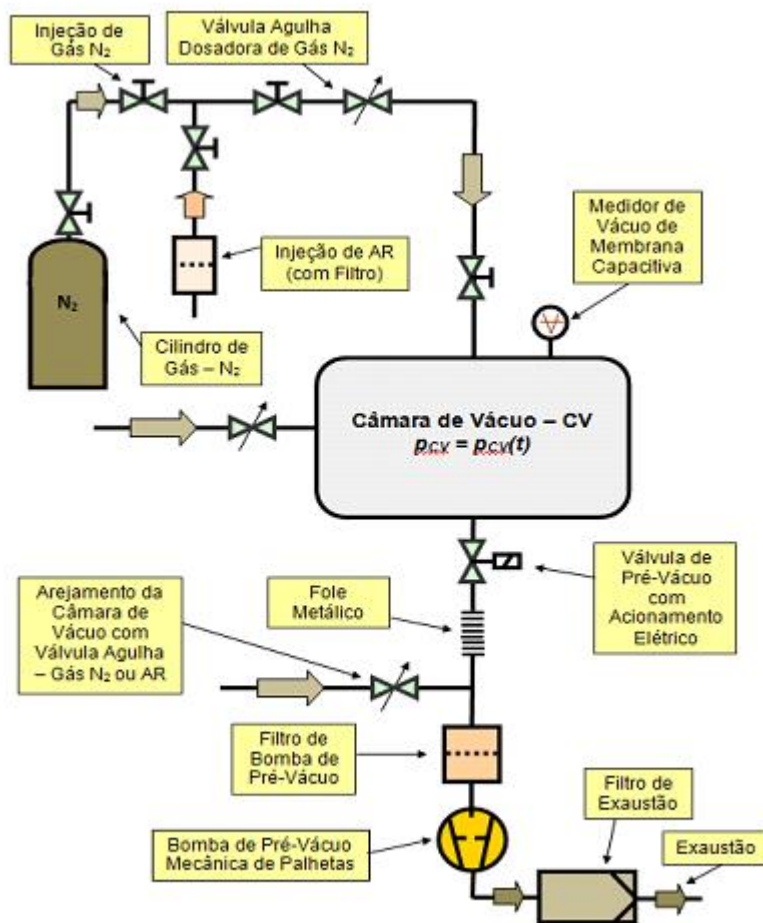 Injeção de
Gás N₂
Válvula Agulha
Dosadora de Gás N₂
Medidor de
Vácuo de
Membrana
Capacitiva
Injeção de AR
(com Filtro)
N₂
Cilindro de
Gás – N₂
Câmara de Vácuo – CV
pCV = pCV(t)
Válvula de
Pré-Vácuo
com
Acionamento
Elétrico
Arejamento da
Câmara de
Vácuo com
Válvula Agulha
– Gás N₂ ou AR
Fole
Metálico
Filtro de
Bomba de
Pré-Vácuo
Filtro de
Exaustão
Bomba de Pré-Vácuo
Mecânica de Palhetas
Exaustão